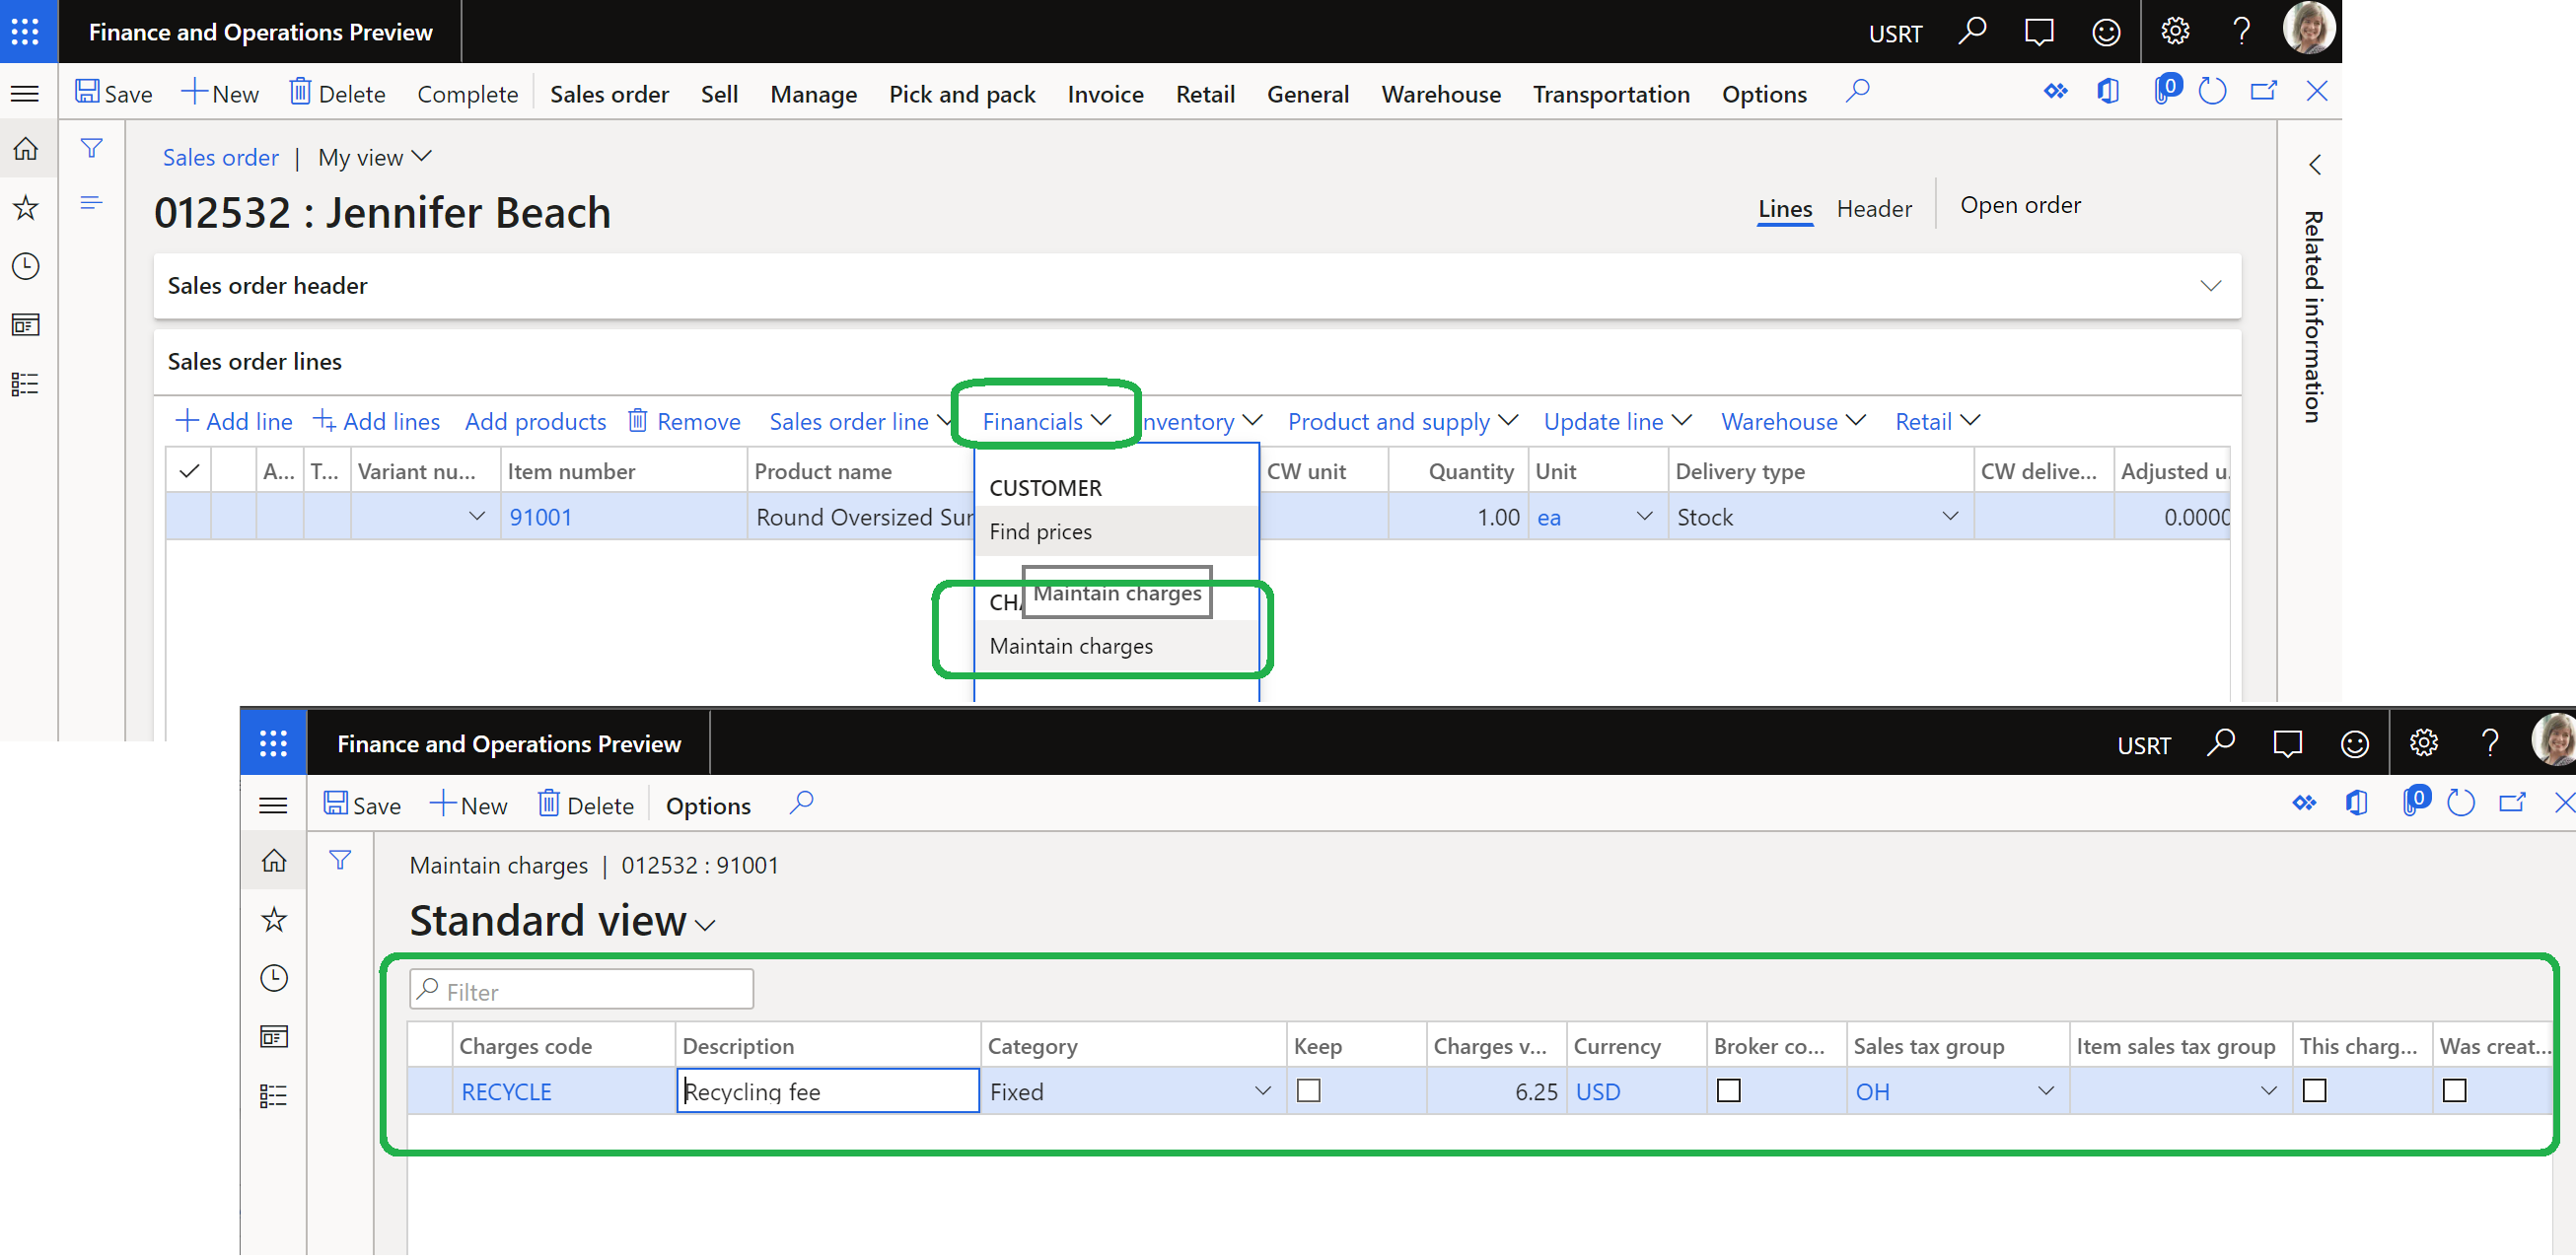 Finance and Operations Preview USRT
Save New Delete Complete Sales order Sell Manage Pick and pack Invoice Retail General Warehouse Transportation Options 0
Sales order | My view
012532 : Jennifer Beach
Lines Header Open order
Related information
Sales order header
Sales order lines
Add line Add lines Add products Remove Sales order line Financials nventory Product and supply Update line Warehouse Retail
A... T... Variant nu... Item number Product name CW unit Quantity Unit Delivery type CW delive... Adjusted u.
91001 Round Oversized Sur 1.00 ea Stock 0.0000
CUSTOMER
Find prices
CHA Maintain charges
Maintain charges
Finance and Operations Preview USRT
Save New Delete Options 0
Maintain charges | 012532 : 91001
Standard view
Filter
Charges code Description Category Keep Charges v... Currency Broker co... Sales tax group Item sales tax group This charg... Was creat...
RECYCLE Recycling fee Fixed 6.25 USD OH